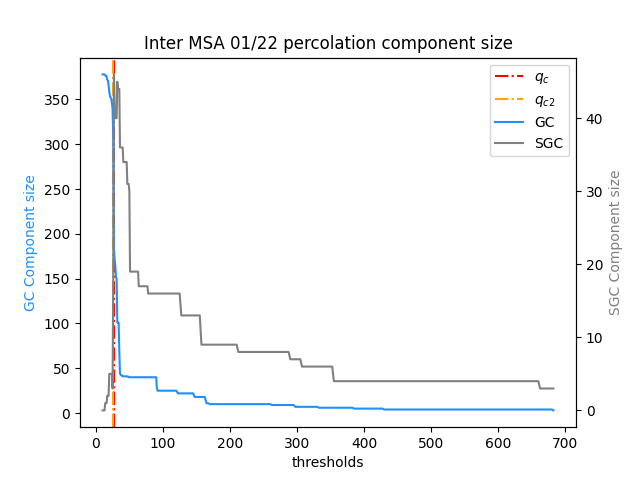 Inter MSA 01/22 percolation component size
GC Component size
350
300
250
200
150
100
50
0
0 100 200 300 400 500 600 700
thresholds
40
30
20
10
0
SGC Component size
q_c
q_{c2}
GC
SGC